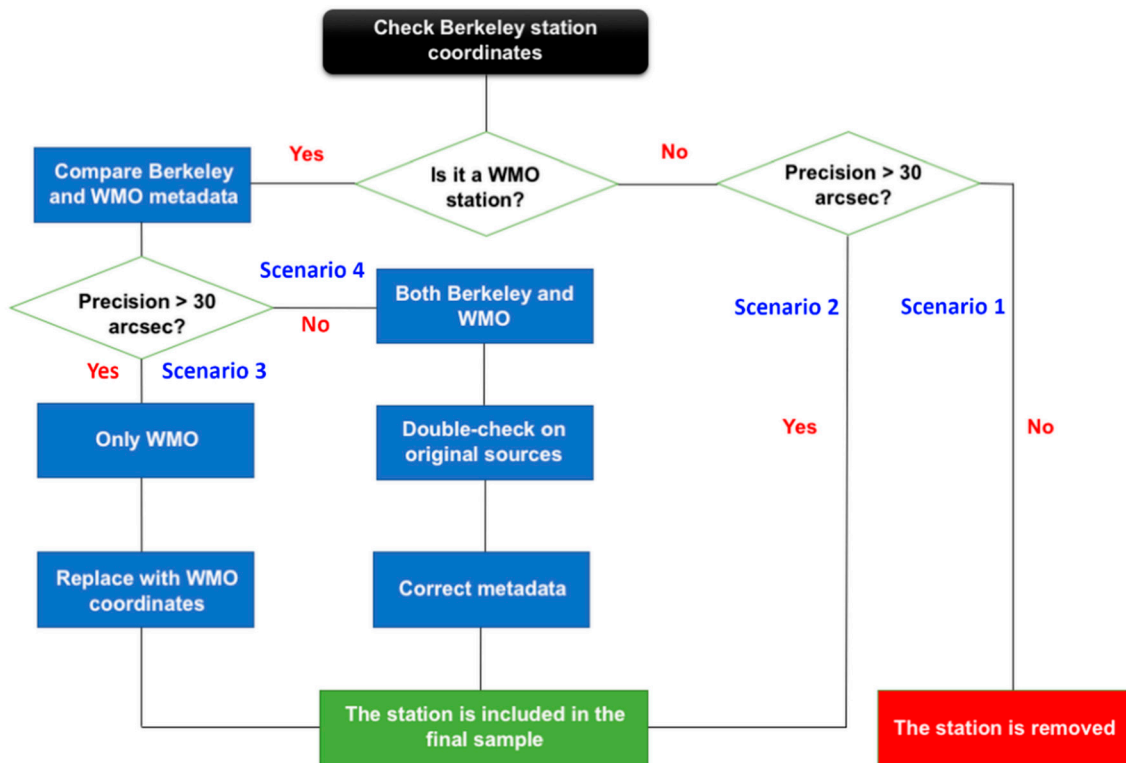 Check Berkeley station
coordinates
Yes
No
Compare Berkeley
and WMO metadata
Is it a WMO
station?
Precision > 30
arcsec?
Scenario 4
Precision > 30
arcsec?
No
Both Berkeley and
WMO
Scenario 2
Scenario 1
Yes
Scenario 3
Only WMO
Double-check on
original sources
Yes
No
Replace with WMO
coordinates
Correct metadata
The station is included in the
final sample
The station is removed